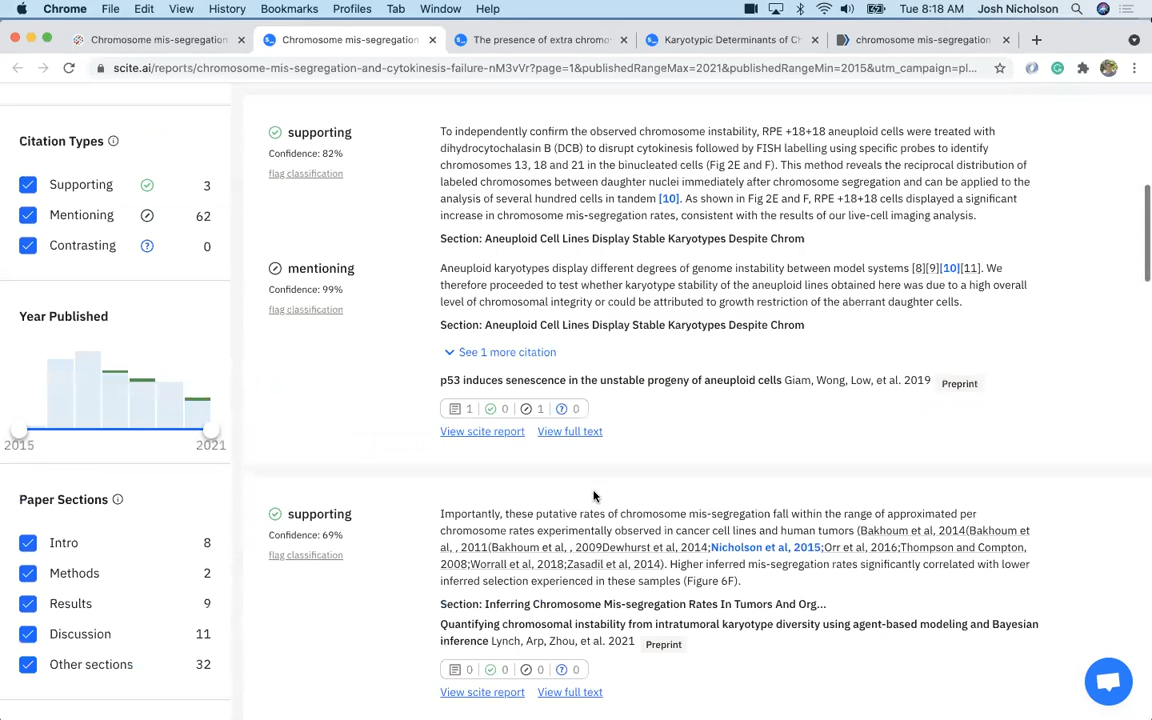 Chrome File Edit View History Bookmarks Profiles Tab Window Help Tue 8:18 AM Josh Nicholson
Chromosome mis-segregation × Chromosome mis-segregation × The presence of extra chromo × Karyotypic Determinants of Ch × chromosome mis-segregation × +
scite.ai/reports/chromosome-mis-segregation-and-cytokinesis-failure-nM3vVr?page=1&publishedRangeMax=2021&publishedRangeMin=2015&utm_campaign=pl...
Citation Types
Supporting 3
Mentioning 62
Contrasting 0
Year Published
2015 2021
Paper Sections
Intro 8
Methods 2
Results 9
Discussion 11
Other sections 32
supporting
Confidence: 82%
flag classification
To independently confirm the observed chromosome instability, RPE +18+18 aneuploid cells were treated with
dihydrocytochalasin B (DCB) to disrupt cytokinesis followed by FISH labelling using specific probes to identify
chromosomes 13, 18 and 21 in the binucleated cells (Fig 2E and F). This method reveals the reciprocal distribution of
labeled chromosomes between daughter nuclei immediately after chromosome segregation and can be applied to the
analysis of several hundred cells in tandem [10]. As shown in Fig 2E and F, RPE +18+18 cells displayed a significant
increase in chromosome mis-segregation rates, consistent with the results of our live-cell imaging analysis.
Section: Aneuploid Cell Lines Display Stable Karyotypes Despite Chrom
mentioning
Confidence: 99%
flag classification
Aneuploid karyotypes display different degrees of genome instability between model systems [8][9][10][11]. We
therefore proceeded to test whether karyotype stability of the aneuploid lines obtained here was due to a high overall
level of chromosomal integrity or could be attributed to growth restriction of the aberrant daughter cells.
Section: Aneuploid Cell Lines Display Stable Karyotypes Despite Chrom
See 1 more citation
p53 induces senescence in the unstable progeny of aneuploid cells Giam, Wong, Low, et al. 2019 Preprint
1 0 1 0
View scite report View full text
supporting
Confidence: 69%
flag classification
Importantly, these putative rates of chromosome mis-segregation fall within the range of approximated per
chromosome rates experimentally observed in cancer cell lines and human tumors (Bakhoum et al, 2014(Bakhoum et
al, , 2011(Bakhoum et al, , 2009Dewhurst et al, 2014;Nicholson et al, 2015;Orr et al, 2016;Thompson and Compton,
2008;Worrall et al, 2018;Zasadil et al, 2014). Higher inferred mis-segregation rates significantly correlated with lower
inferred selection experienced in these samples (Figure 6F).
Section: Inferring Chromosome Mis-segregation Rates In Tumors And Org...
Quantifying chromosomal instability from intratumoral karyotype diversity using agent-based modeling and Bayesian
inference Lynch, Arp, Zhou, et al. 2021 Preprint
0 0 0 0
View scite report View full text